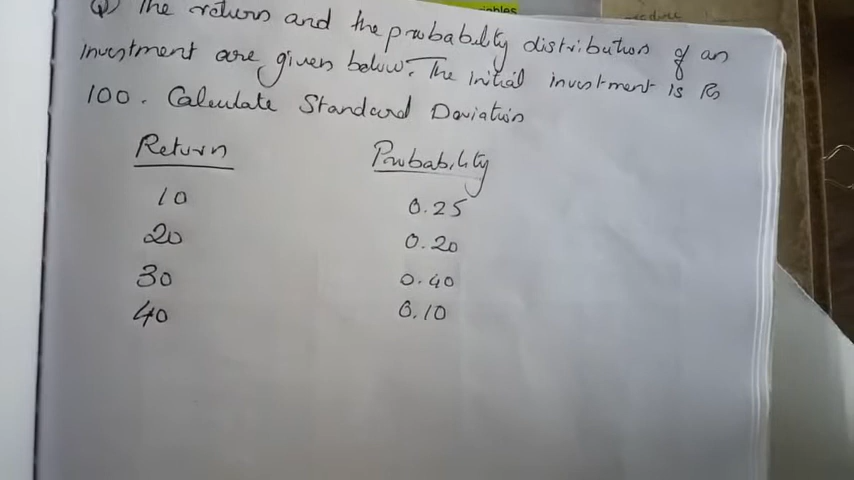 Q) The return and the probability distribution of an
investment are given below. The initial investment is Rs
100. Calculate Standard Deviation
Return Probability
10 0.25
20 0.20
30 0.40
40 0.10